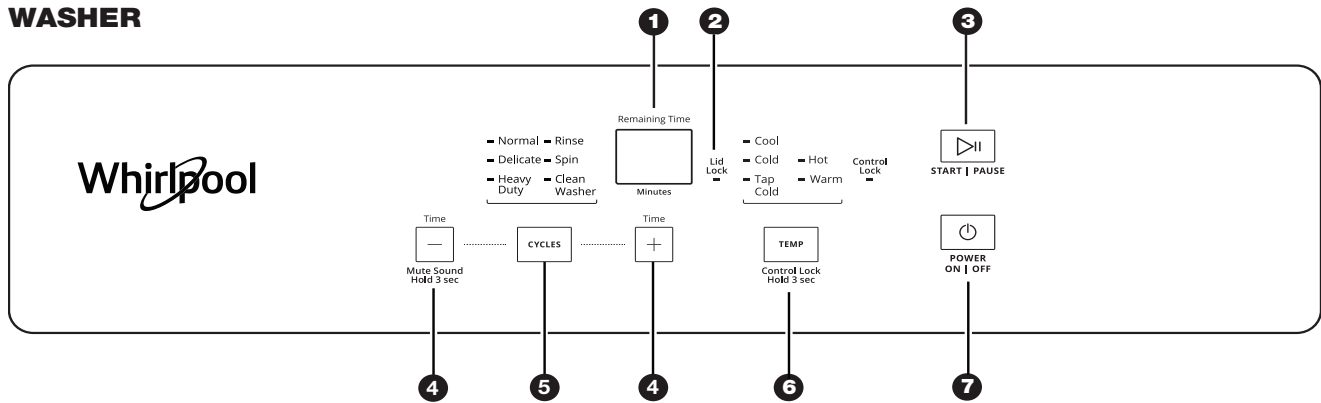 WASHER
1
2
3
Whirlpool
Normal
Delicate
Heavy
Duty
Rinse
Spin
Clean
Washer
Remaining Time
Minutes
Lid
Lock
Cool
Cold
Tap
Cold
Hot
Warm
Control
Lock
START | PAUSE
Time
Mute Sound
Hold 3 sec
CYCLES
Time
TEMP
Control Lock
Hold 3 sec
POWER
ON | OFF
4
5
4
6
7